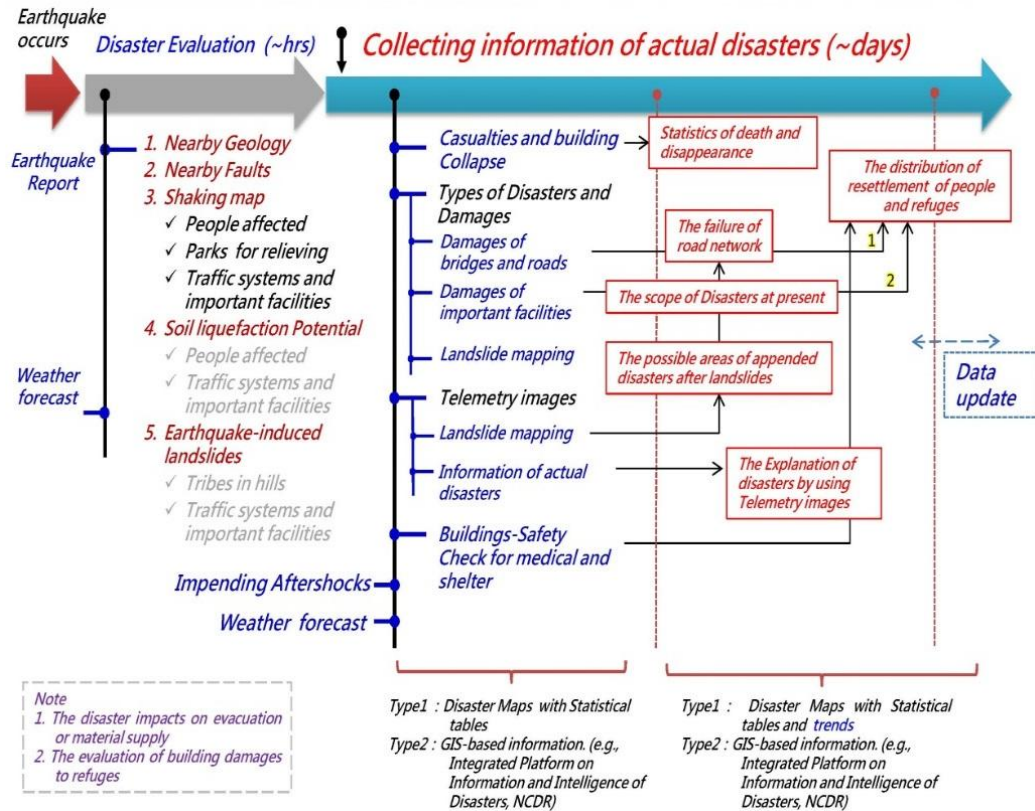 Earthquake
occurs
Disaster Evaluation (~hrs)
Collecting information of actual disasters (~days)
Earthquake
Report
Weather
forecast
1. Nearby Geology
2. Nearby Faults
3. Shaking map
✓ People affected
✓ Parks for relieving
✓ Traffic systems and
important facilities
4. Soil liquefaction Potential
✓ People affected
✓ Traffic systems and
important facilities
5. Earthquake-induced
landslides
✓ Tribes in hills
✓ Traffic systems and
important facilities
Impending Aftershocks
Weather forecast
Casualties and building
Collapse
Types of Disasters and
Damages
Damages of
bridges and roads
Damages of
important facilities
Landslide mapping
Telemetry images
Landslide mapping
Information of actual
disasters
Buildings-Safety
Check for medical and
shelter
Statistics of death and
disappearance
The failure of
road network
The scope of Disasters at present
The possible areas of appended
disasters after landslides
The Explanation of
disasters by using
Telemetry images
The distribution of
resettlement of people
and refuges
1
2
Data
update
Note
1. The disaster impacts on evacuation
or material supply
2. The evaluation of building damages
to refuges
Type1 : Disaster Maps with Statistical
tables
Type2 : GIS-based information. (e.g.,
Integrated Platform on
Information and Intelligence of
Disasters, NCDR)
Type1 : Disaster Maps with Statistical
tables and trends
Type2 : GIS-based information. (e.g.,
Integrated Platform on
Information and Intelligence of
Disasters, NCDR)